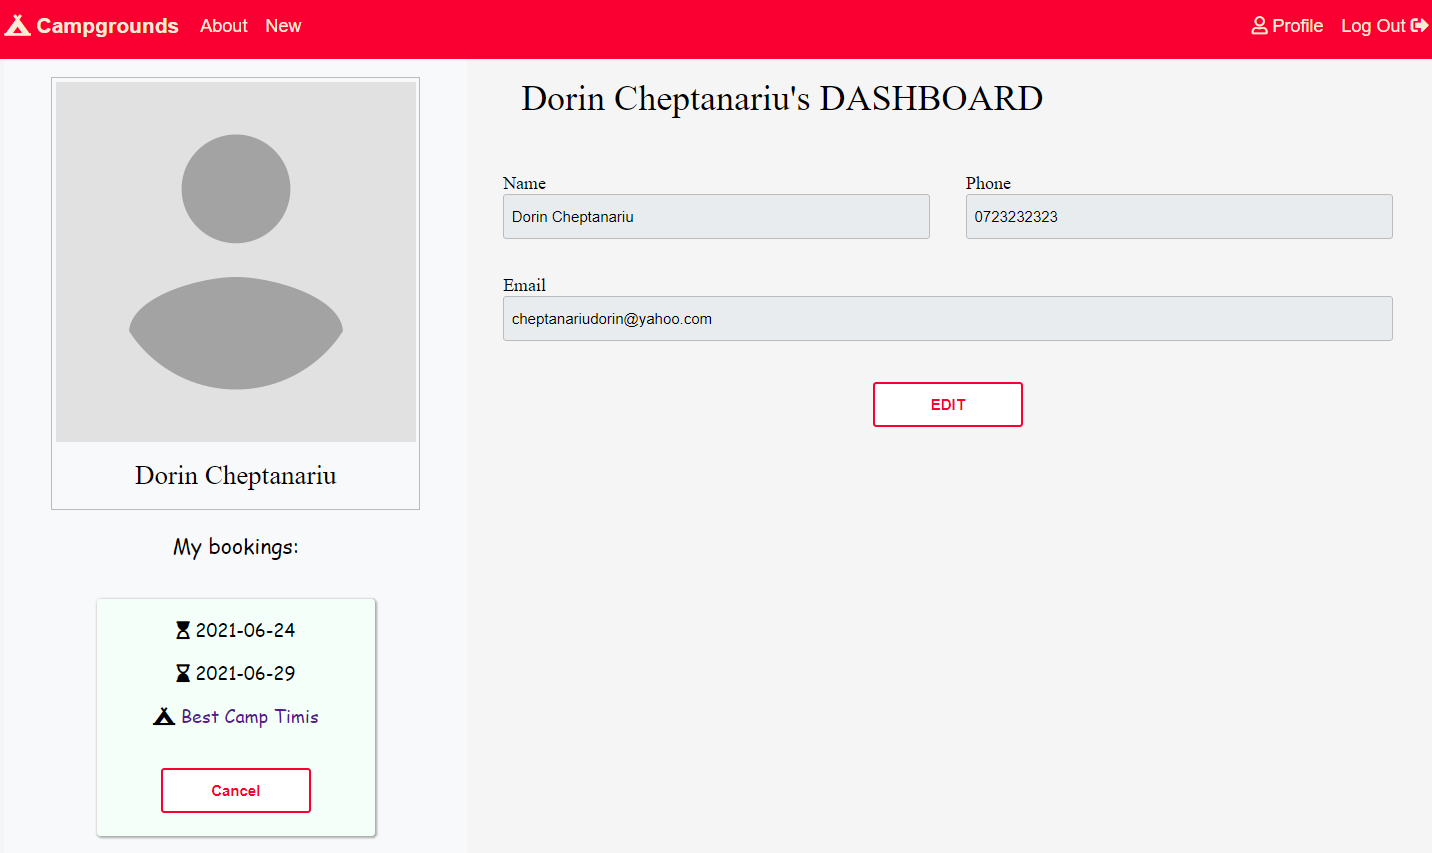 Campgrounds About New Profile Log Out
Dorin Cheptanariu
My bookings:
2021-06-24
2021-06-29
Best Camp Timis
Cancel
Dorin Cheptanariu's DASHBOARD
Name Phone
Dorin Cheptanariu 0723232323
Email
cheptanariudorin@yahoo.com
EDIT